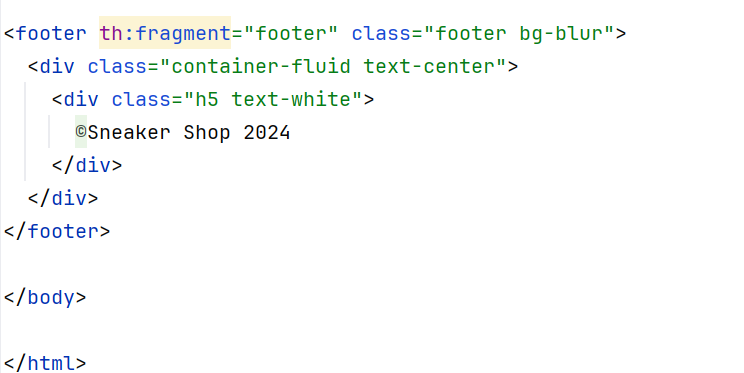 <footer th:fragment="footer" class="footer bg-blur">
<div class="container-fluid text-center">
<div class="h5 text-white">
©Sneaker Shop 2024
</div>
</div>
</footer>
</body>
</html>